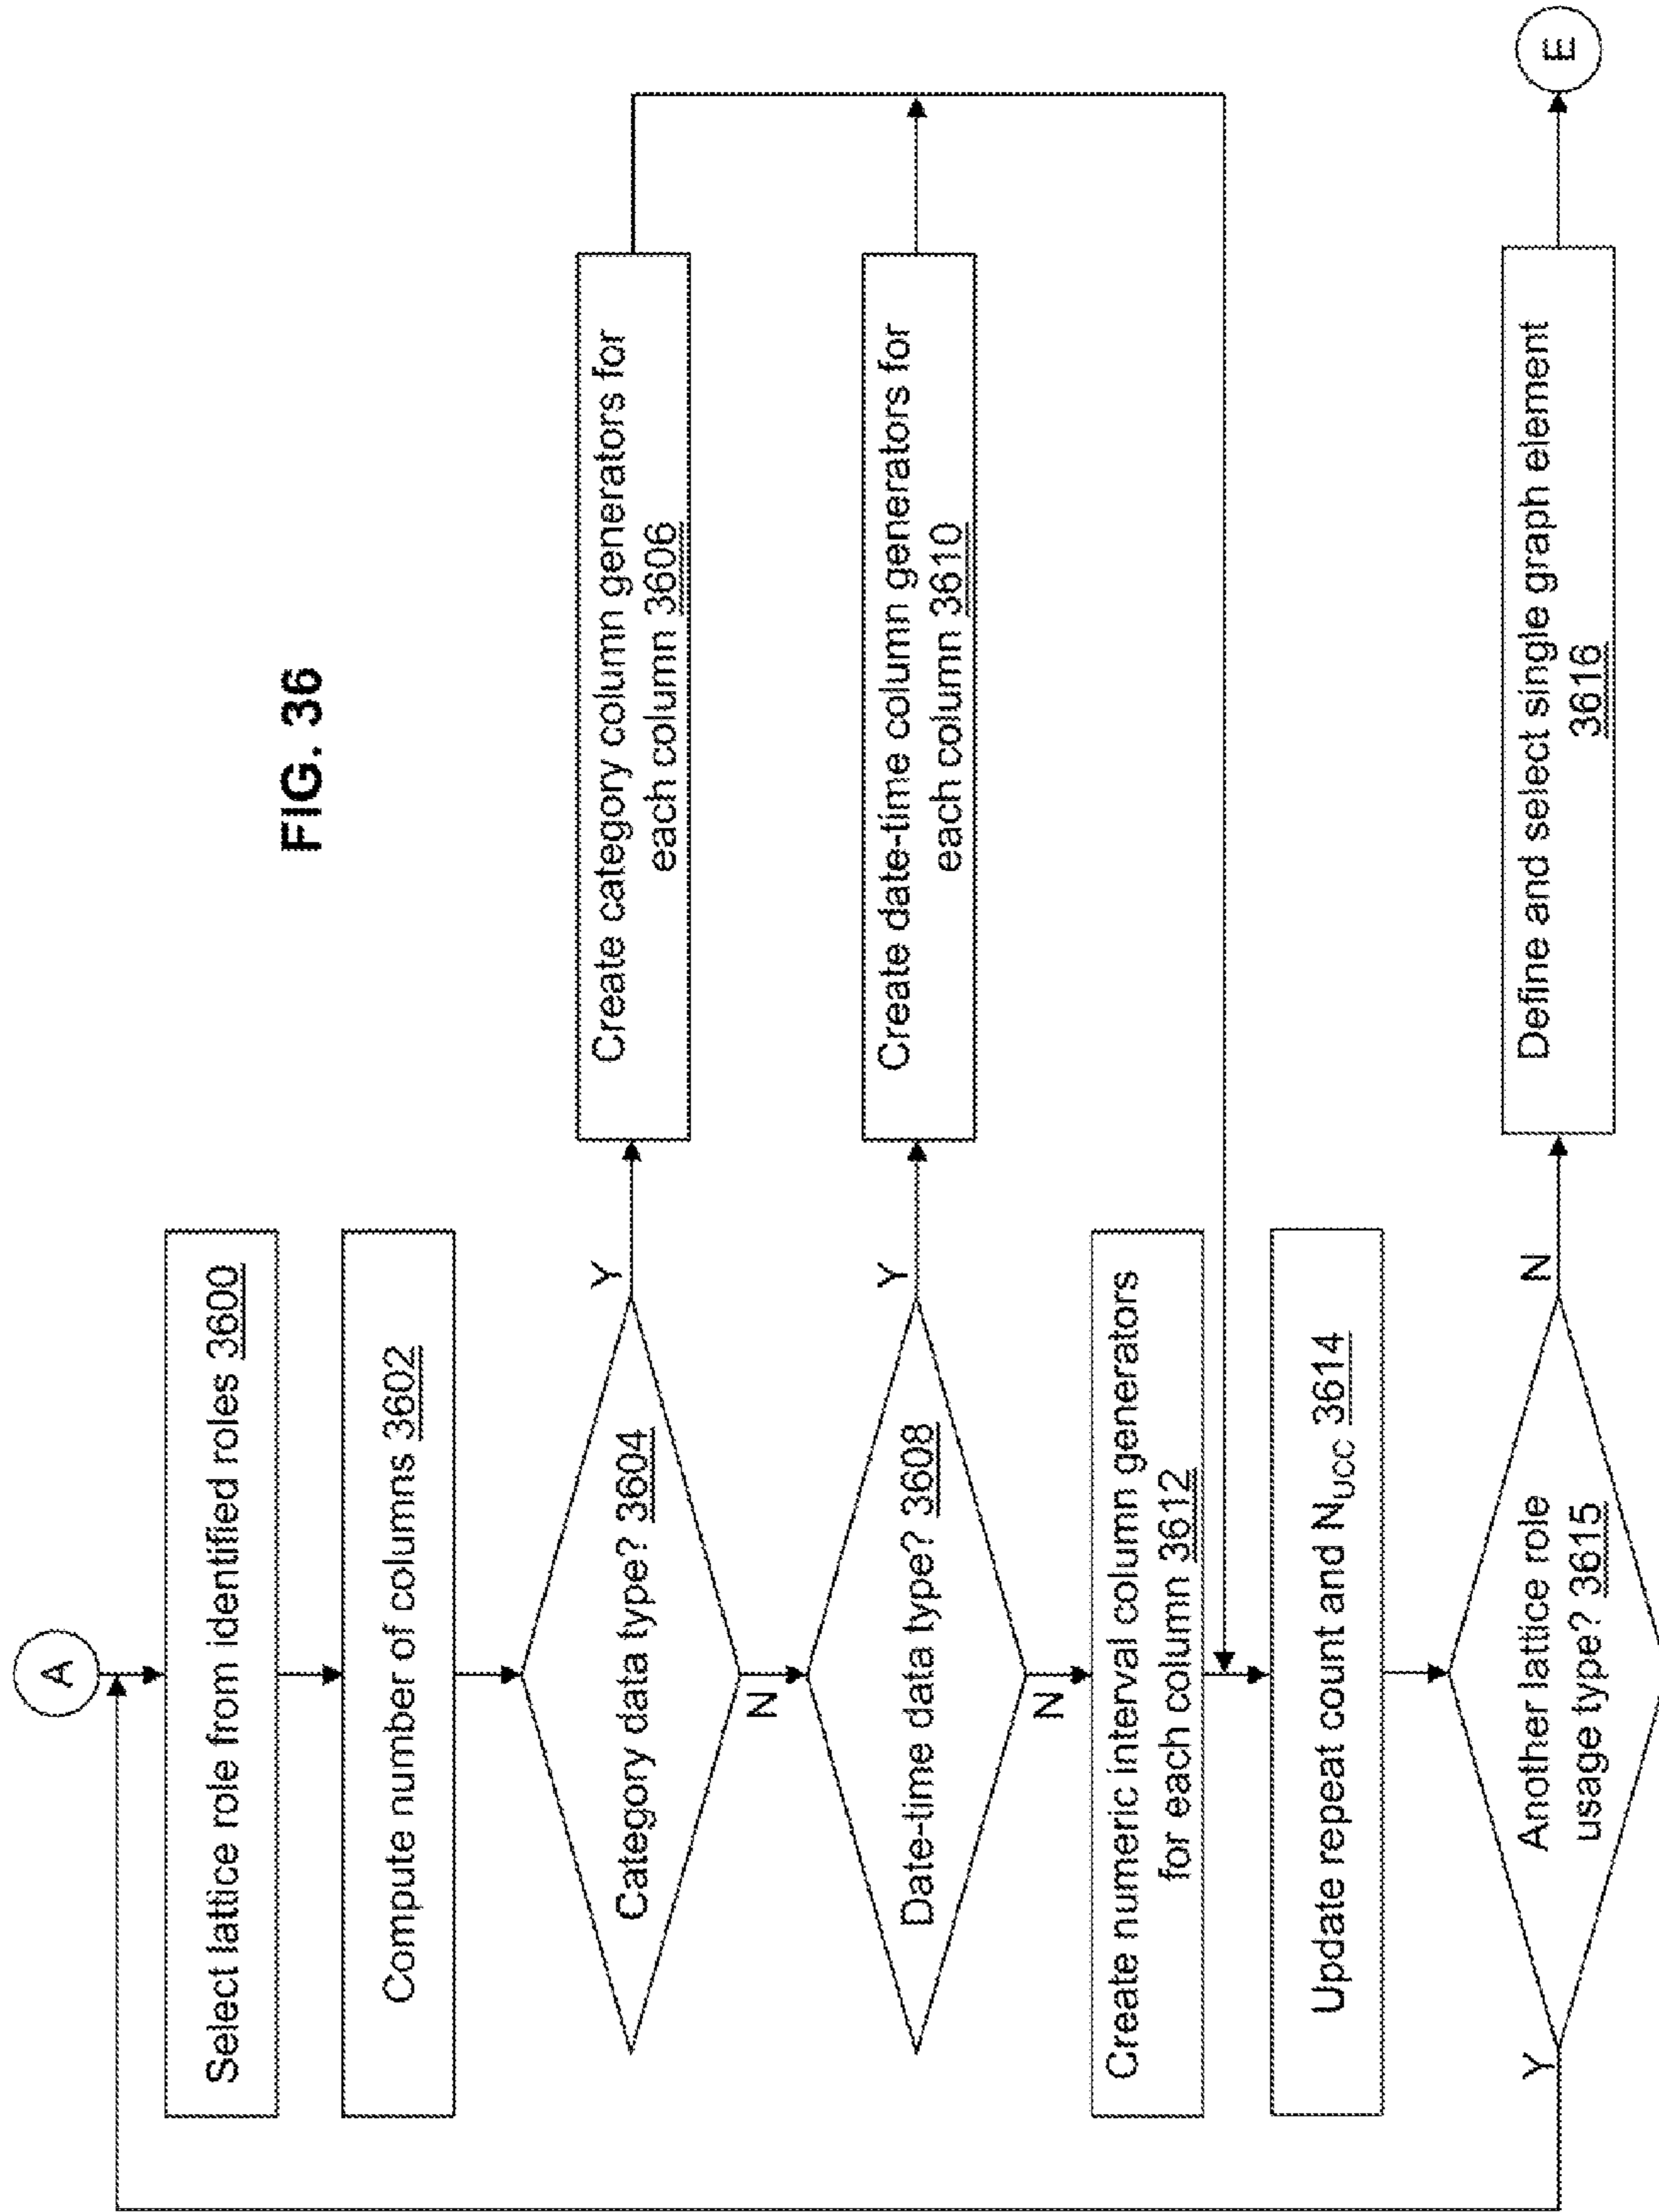 FIG. 36
A
Select lattice role from identified roles 3600
Compute number of columns 3602
Category data type? 3604
Y
N
Create category column generators for
each column 3606
Date-time data type? 3608
Y
N
Create date-time column generators for
each column 3610
Create numeric interval column generators
for each column 3612
Update repeat count and NUCC 3614
Another lattice role
usage type? 3615
Y
N
Define and select single graph element
3616
E